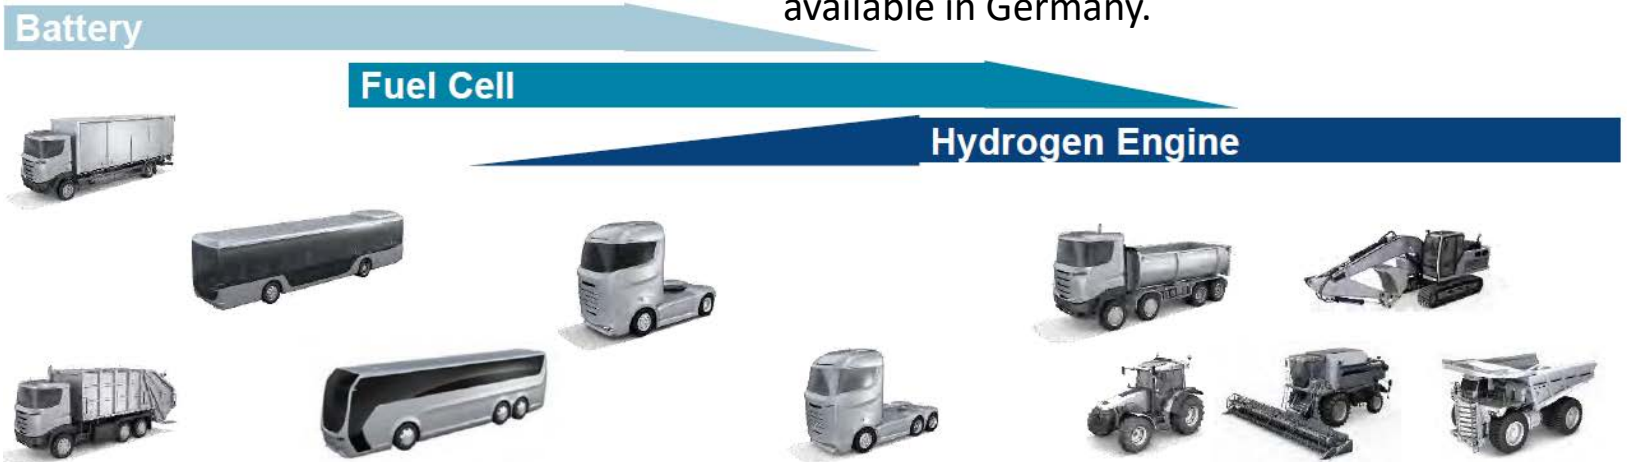 available in Germany.
Battery
Fuel Cell
Hydrogen Engine